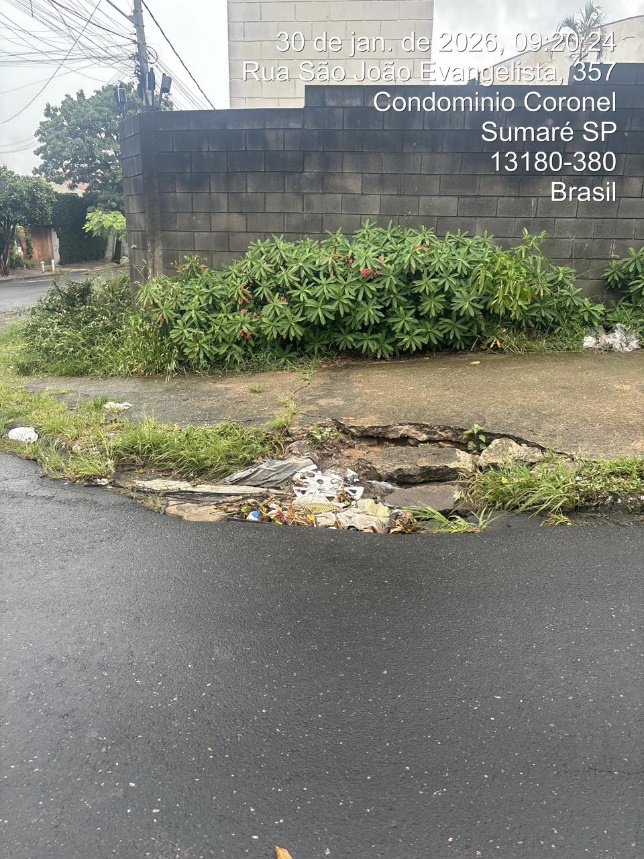 30 de jan. de 2026, 09:20:24
Rua São João Evangelista, 357
Condominio Coronel
Sumaré SP
13180-380
Brasil